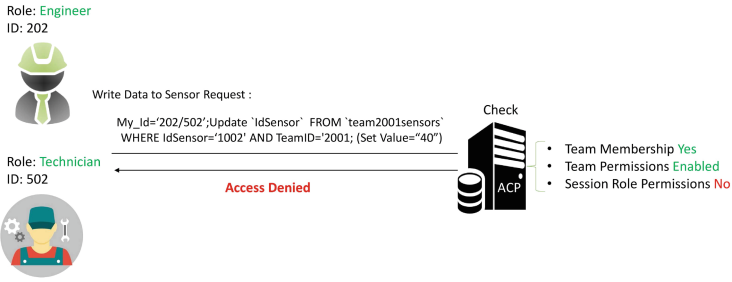 Role: Engineer
ID: 202
Write Data to Sensor Request :
My_Id=‘202/502’;Update `IdSensor` FROM `team2001sensors`
WHERE IdSensor=‘1002' AND TeamID='2001; (Set Value=“40”)
Access Denied
Role: Technician
ID: 502
Check
ACP
• Team Membership Yes
• Team Permissions Enabled
• Session Role Permissions No